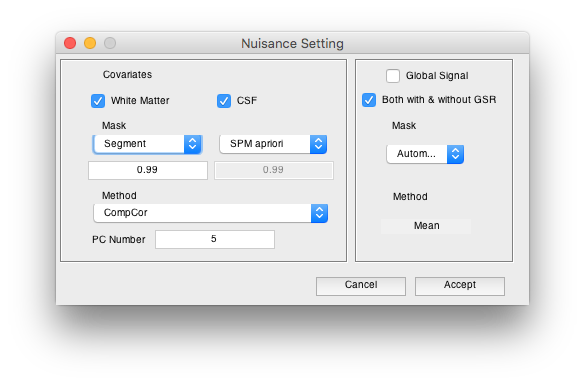 Nuisance Setting
Covariates
White Matter
CSF
Mask
Segment
SPM apriori
0.99
0.99
Method
CompCor
PC Number
5
Global Signal
Both with & without GSR
Mask
Autom...
Method
Mean
Cancel
Accept